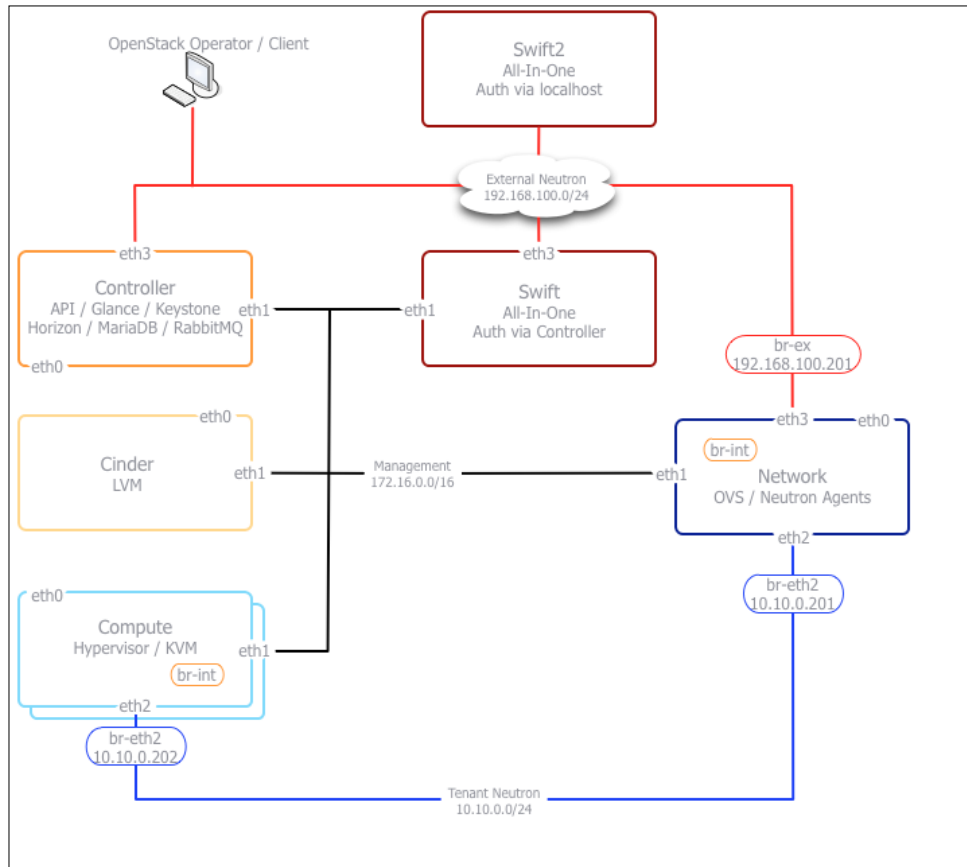 OpenStack Operator / Client
Swift2
All-In-One
Auth via localhost
External Neutron
192.168.100.0/24
eth3
Controller
API / Glance / Keystone
Horizon / MariaDB / RabbitMQ
eth1
eth0
eth3
Swift
All-In-One
Auth via Controller
eth1
br-ex
192.168.100.201
eth0
Cinder
LVM
eth1
Management
172.16.0.0/16
eth3
eth0
br-int
eth1
Network
OVS / Neutron Agents
eth2
br-eth2
10.10.0.201
eth0
Compute
Hypervisor / KVM
eth1
br-int
eth2
br-eth2
10.10.0.202
Tenant Neutron
10.10.0.0/24